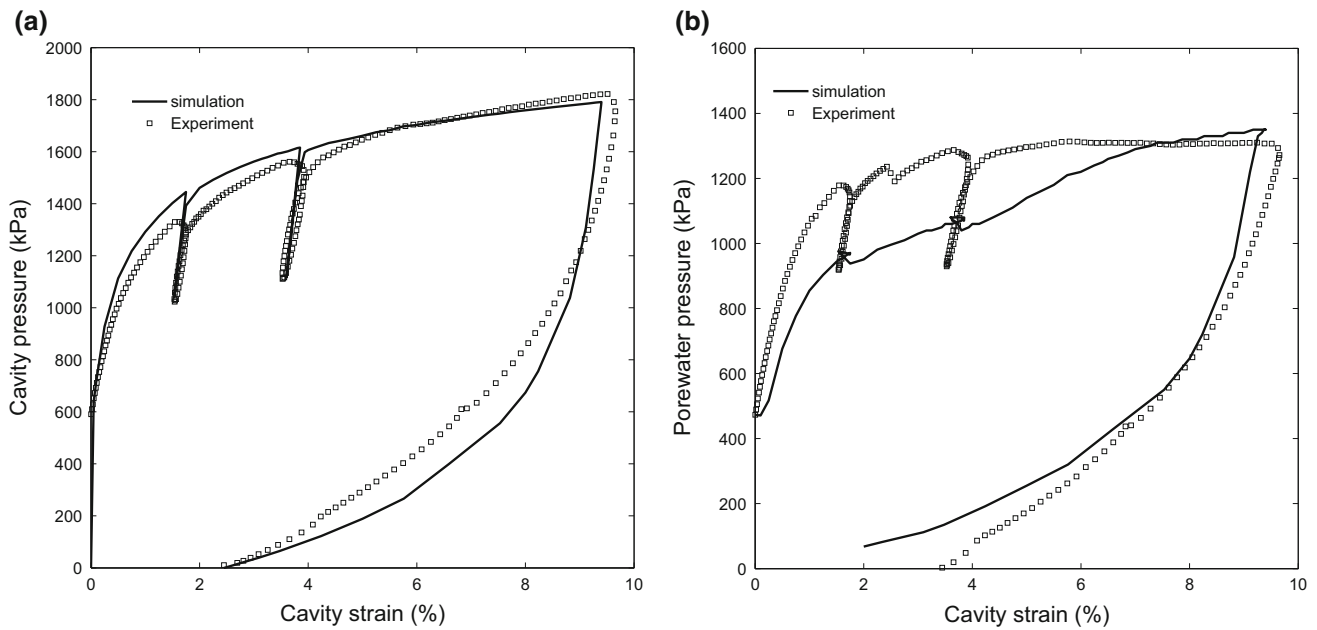 (a)
2000
1800
1600
1400
1200
1000
800
600
400
200
0
Cavity pressure (kPa)
simulation
Experiment
0 2 4 6 8 10
Cavity strain (%)
(b)
1600
1400
1200
1000
800
600
400
200
0
Porewater pressure (kPa)
simulation
Experiment
0 2 4 6 8 10
Cavity strain (%)